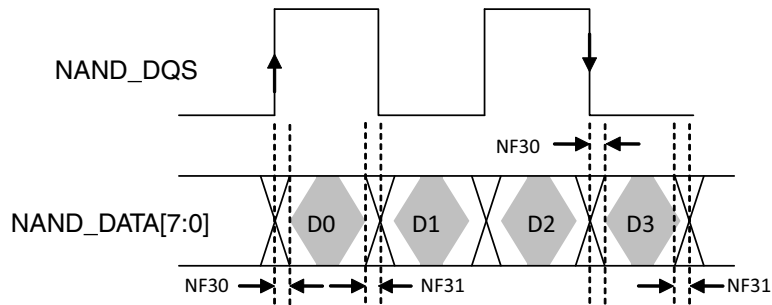 NAND_DQS
NF30
NAND_DATA[7:0]
D0
D1
D2
D3
NF30
NF31
NF31